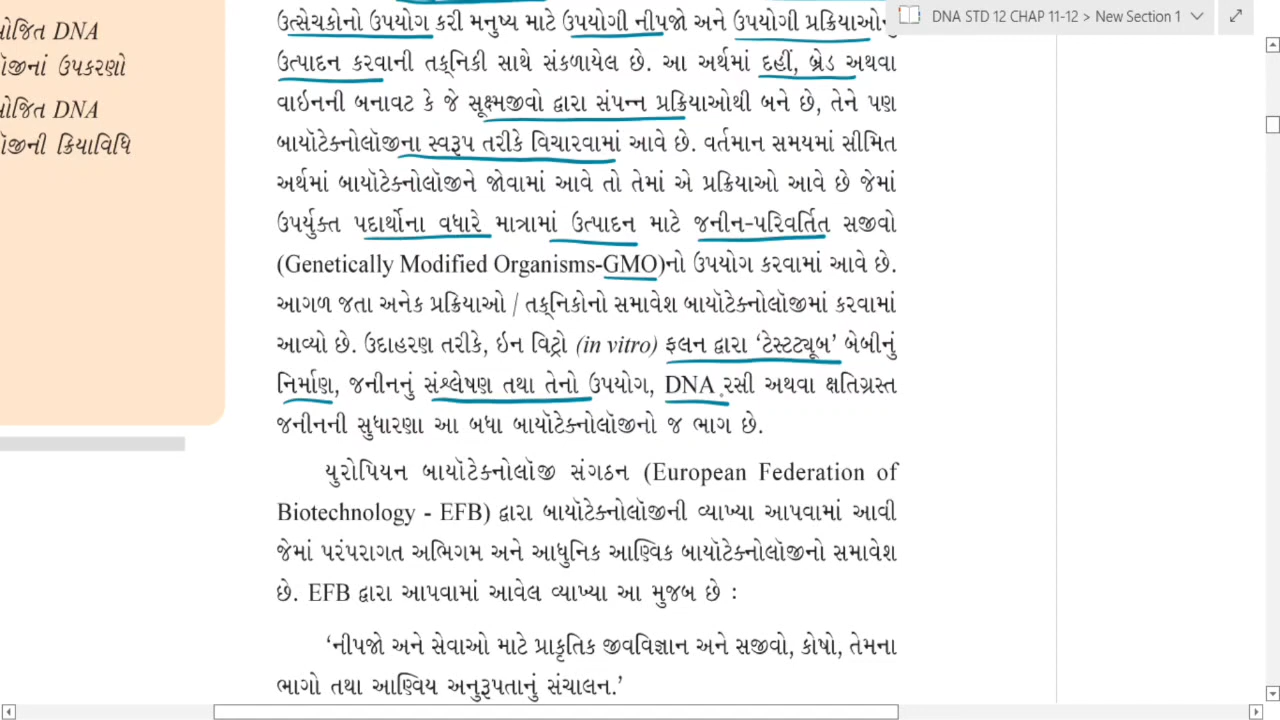 DNA STD 12 CHAP 11-12 > New Section 1
DNA
ઉપકરણો
DNA
ક્રિયાવિધિ
ઉત્સેચકોનો ઉપયોગ કરી મનુષ્ય માટે ઉપયોગી નીપજો અને ઉપયોગી પ્રક્રિયાઓનું
ઉત્પાદન કરવાની તક્નિકી સાથે સંકળાયેલ છે. આ અર્થમાં દહીં, બ્રેડ અથવા
વાઇનની બનાવટ કે જે સૂક્ષ્મજીવો દ્વારા સંપન્ન પ્રક્રિયાઓથી બને છે, તેને પણ
બાયૉટેક્નોલૉજીના સ્વરૂપ તરીકે વિચારવામાં આવે છે. વર્તમાન સમયમાં સીમિત
અર્થમાં બાયૉટેક્નોલૉજીને જોવામાં આવે તો તેમાં એ પ્રક્રિયાઓ આવે છે જેમાં
ઉપર્યુક્ત પદાર્થોના વધારે માત્રામાં ઉત્પાદન માટે જનીન-પરિવર્તિત સજીવો
(Genetically Modified Organisms-GMO)નો ઉપયોગ કરવામાં આવે છે.
આગળ જતા અનેક પ્રક્રિયાઓ / તક્નિકોનો સમાવેશ બાયૉટેક્નોલૉજીમાં કરવામાં
આવ્યો છે. ઉદાહરણ તરીકે, ઇન વિટ્રો (in vitro) ફલન દ્વારા ‘ટેસ્ટટ્યૂબ’ બેબીનું
નિર્માણ, જનીનનું સંશ્લેષણ તથા તેનો ઉપયોગ, DNA રસી અથવા ક્ષતિગ્રસ્ત
જનીનની સુધારણા આ બધા બાયૉટેક્નોલૉજીનો જ ભાગ છે.
યુરોપિયન બાયૉટેક્નોલૉજી સંગઠન (European Federation of
Biotechnology - EFB) દ્વારા બાયૉટેક્નોલૉજીની વ્યાખ્યા આપવામાં આવી
જેમાં પરંપરાગત અભિગમ અને આધુનિક આણ્વિક બાયૉટેક્નોલૉજીનો સમાવેશ
છે. EFB દ્વારા આપવામાં આવેલ વ્યાખ્યા આ મુજબ છે :
‘નીપજો અને સેવાઓ માટે પ્રાકૃતિક જીવવિજ્ઞાન અને સજીવો, કોષો, તેમના
ભાગો તથા આણ્વિય અનુરૂપતાનું સંચાલન.’